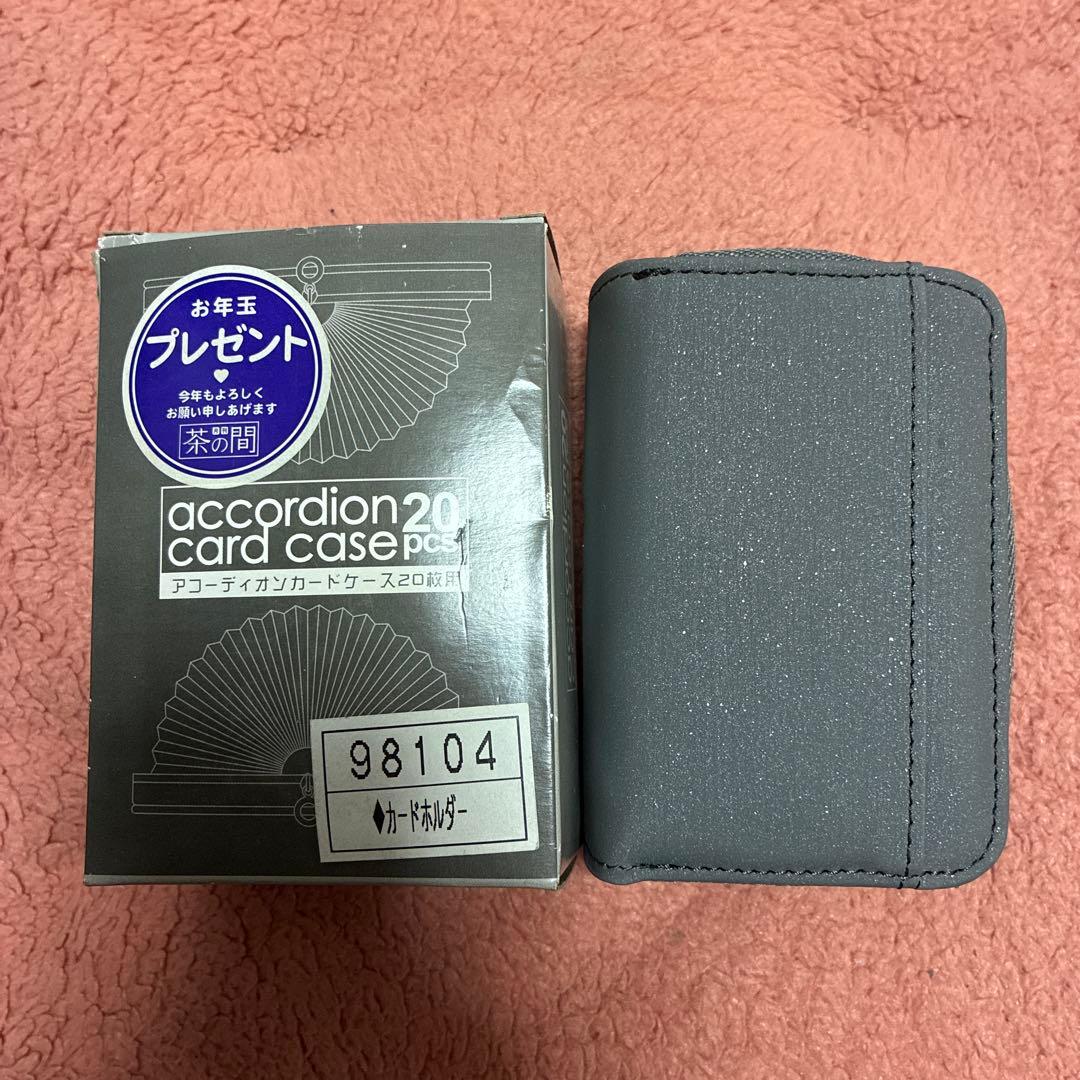 お年玉
プレゼント
今年もよろしく
お願い申しあげます
茶の間
accordion 20
card case pcs
アコーディオンカードケース20枚用
98104
♦カードホルダー